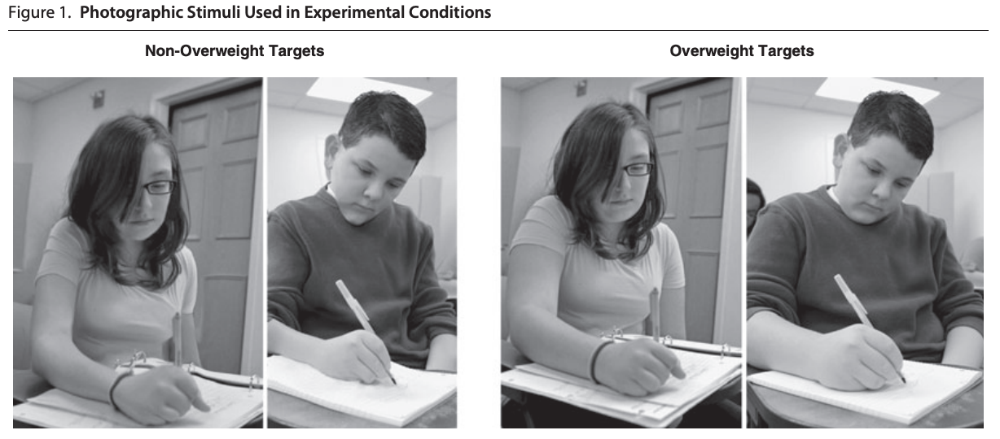 Figure 1. Photographic Stimuli Used in Experimental Conditions
Non-Overweight Targets
Overweight Targets